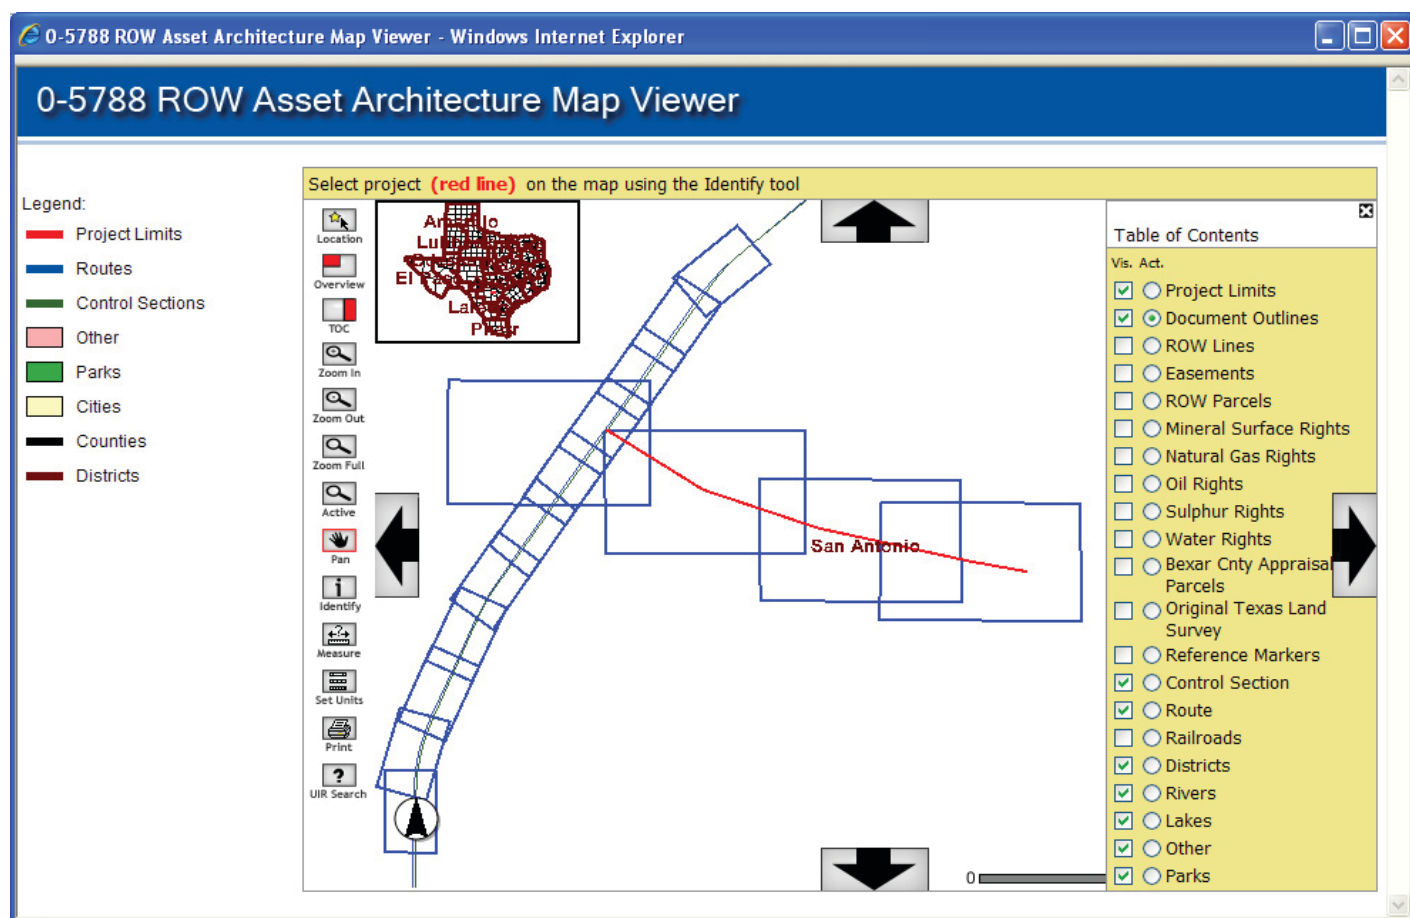 0-5788 ROW Asset Architecture Map Viewer - Windows Internet Explorer
0-5788 ROW Asset Architecture Map Viewer
Legend:
Project Limits
Routes
Control Sections
Other
Parks
Cities
Counties
Districts
Select project (red line) on the map using the Identify tool
Location
Overview
TOC
Zoom In
Zoom Out
Zoom Full
Active
Pan
Identify
Measure
Set Units
Print
UIR Search
Amarillo
El Paso
Pharr
San Antonio
0
Table of Contents
Vis. Act.
Project Limits
Document Outlines
ROW Lines
Easements
ROW Parcels
Mineral Surface Rights
Natural Gas Rights
Oil Rights
Sulphur Rights
Water Rights
Bexar Cnty Appraisal
Parcels
Original Texas Land
Survey
Reference Markers
Control Section
Route
Railroads
Districts
Rivers
Lakes
Other
Parks